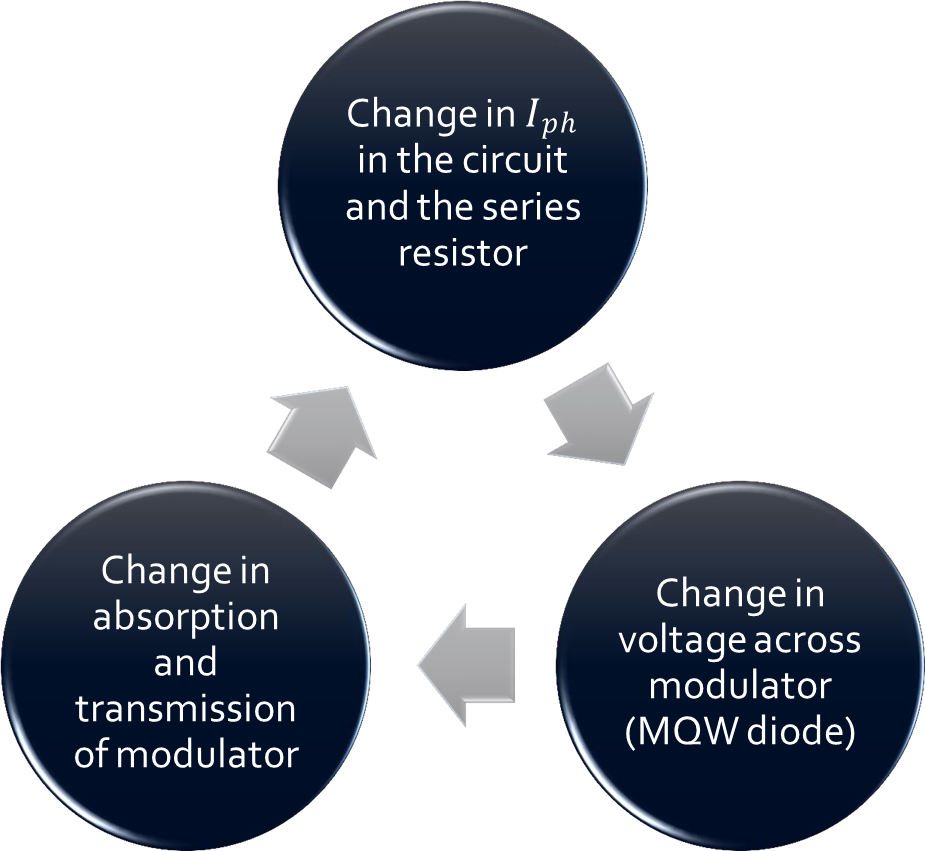 Change in I_ph
in the circuit
and the series
resistor
Change in
voltage across
modulator
(MQW diode)
Change in
absorption
and
transmission
of modulator